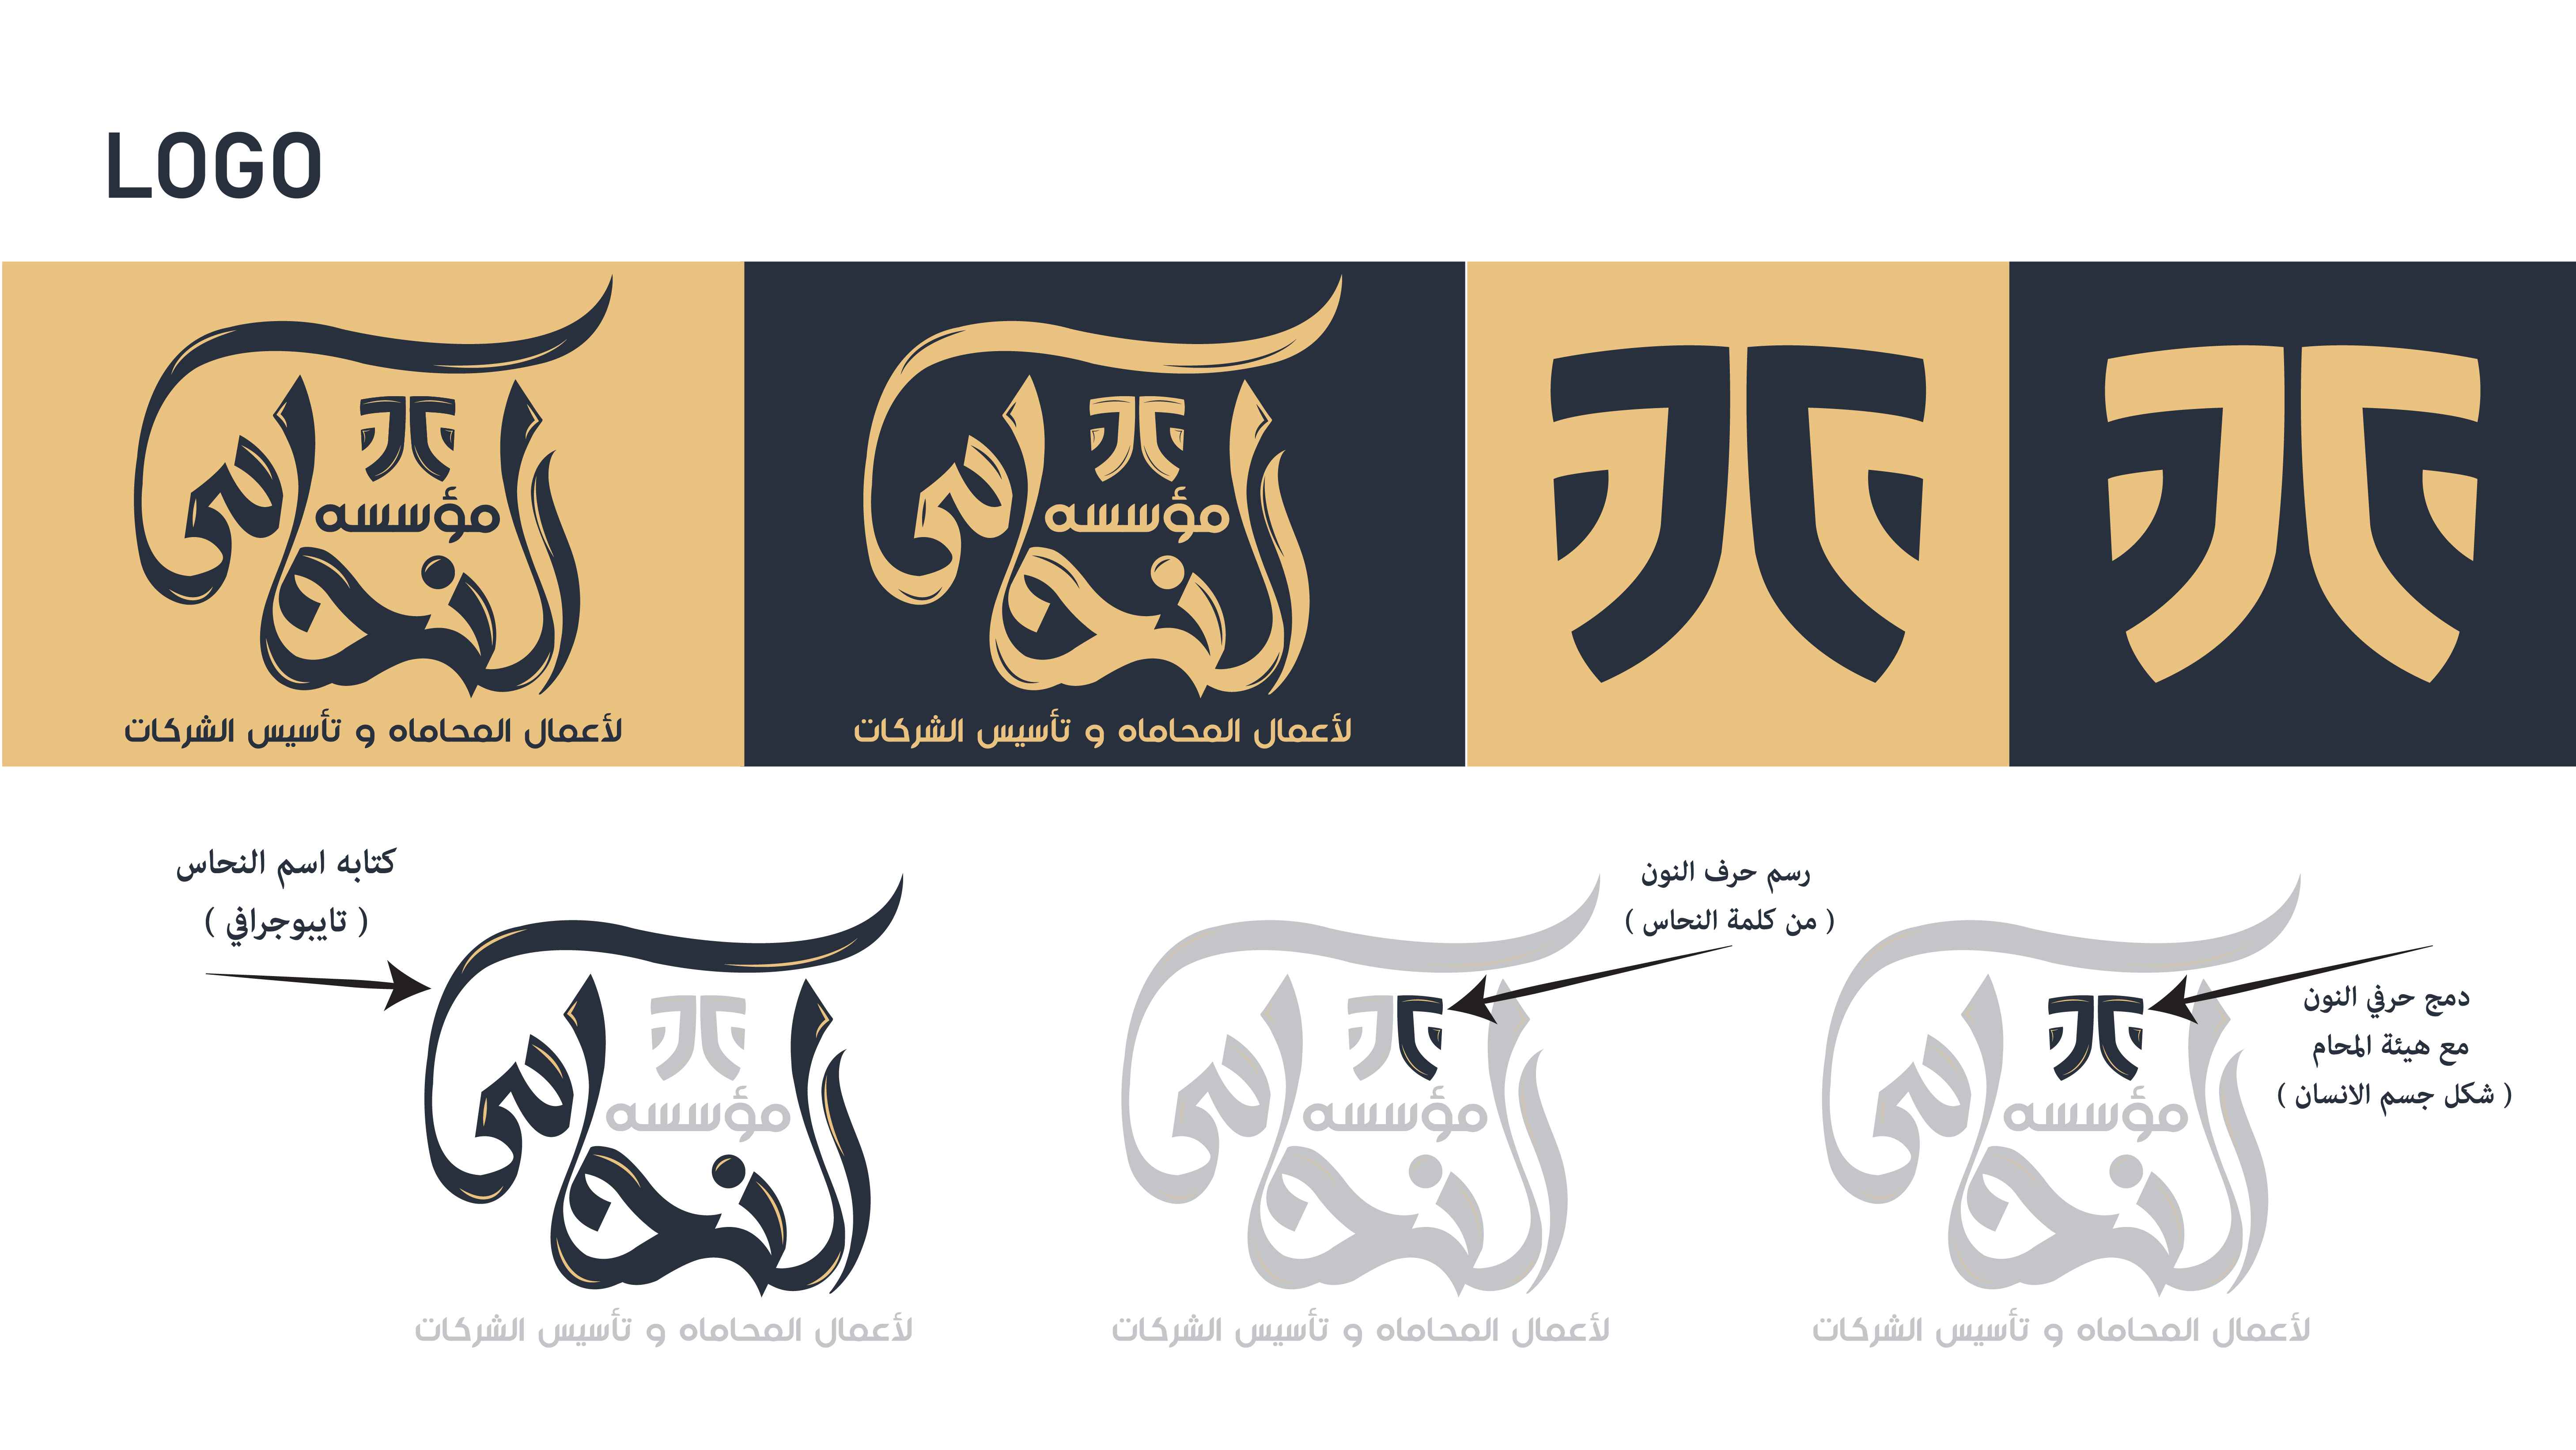 LOGO
مؤسسه
النحاس
لأعمال المحاماه و تأسيس الشركات
مؤسسه
النحاس
لأعمال المحاماه و تأسيس الشركات
كتابه اسم النحاس
( تايبوجرافي )
مؤسسه
النحاس
لأعمال المحاماه و تأسيس الشركات
رسم حرف النون
( من كلمة النحاس )
مؤسسه
النحاس
لأعمال المحاماه و تأسيس الشركات
دمج حرفي النون
مع هيئة المحام
( شكل جسم الانسان )
مؤسسه
النحاس
لأعمال المحاماه و تأسيس الشركات